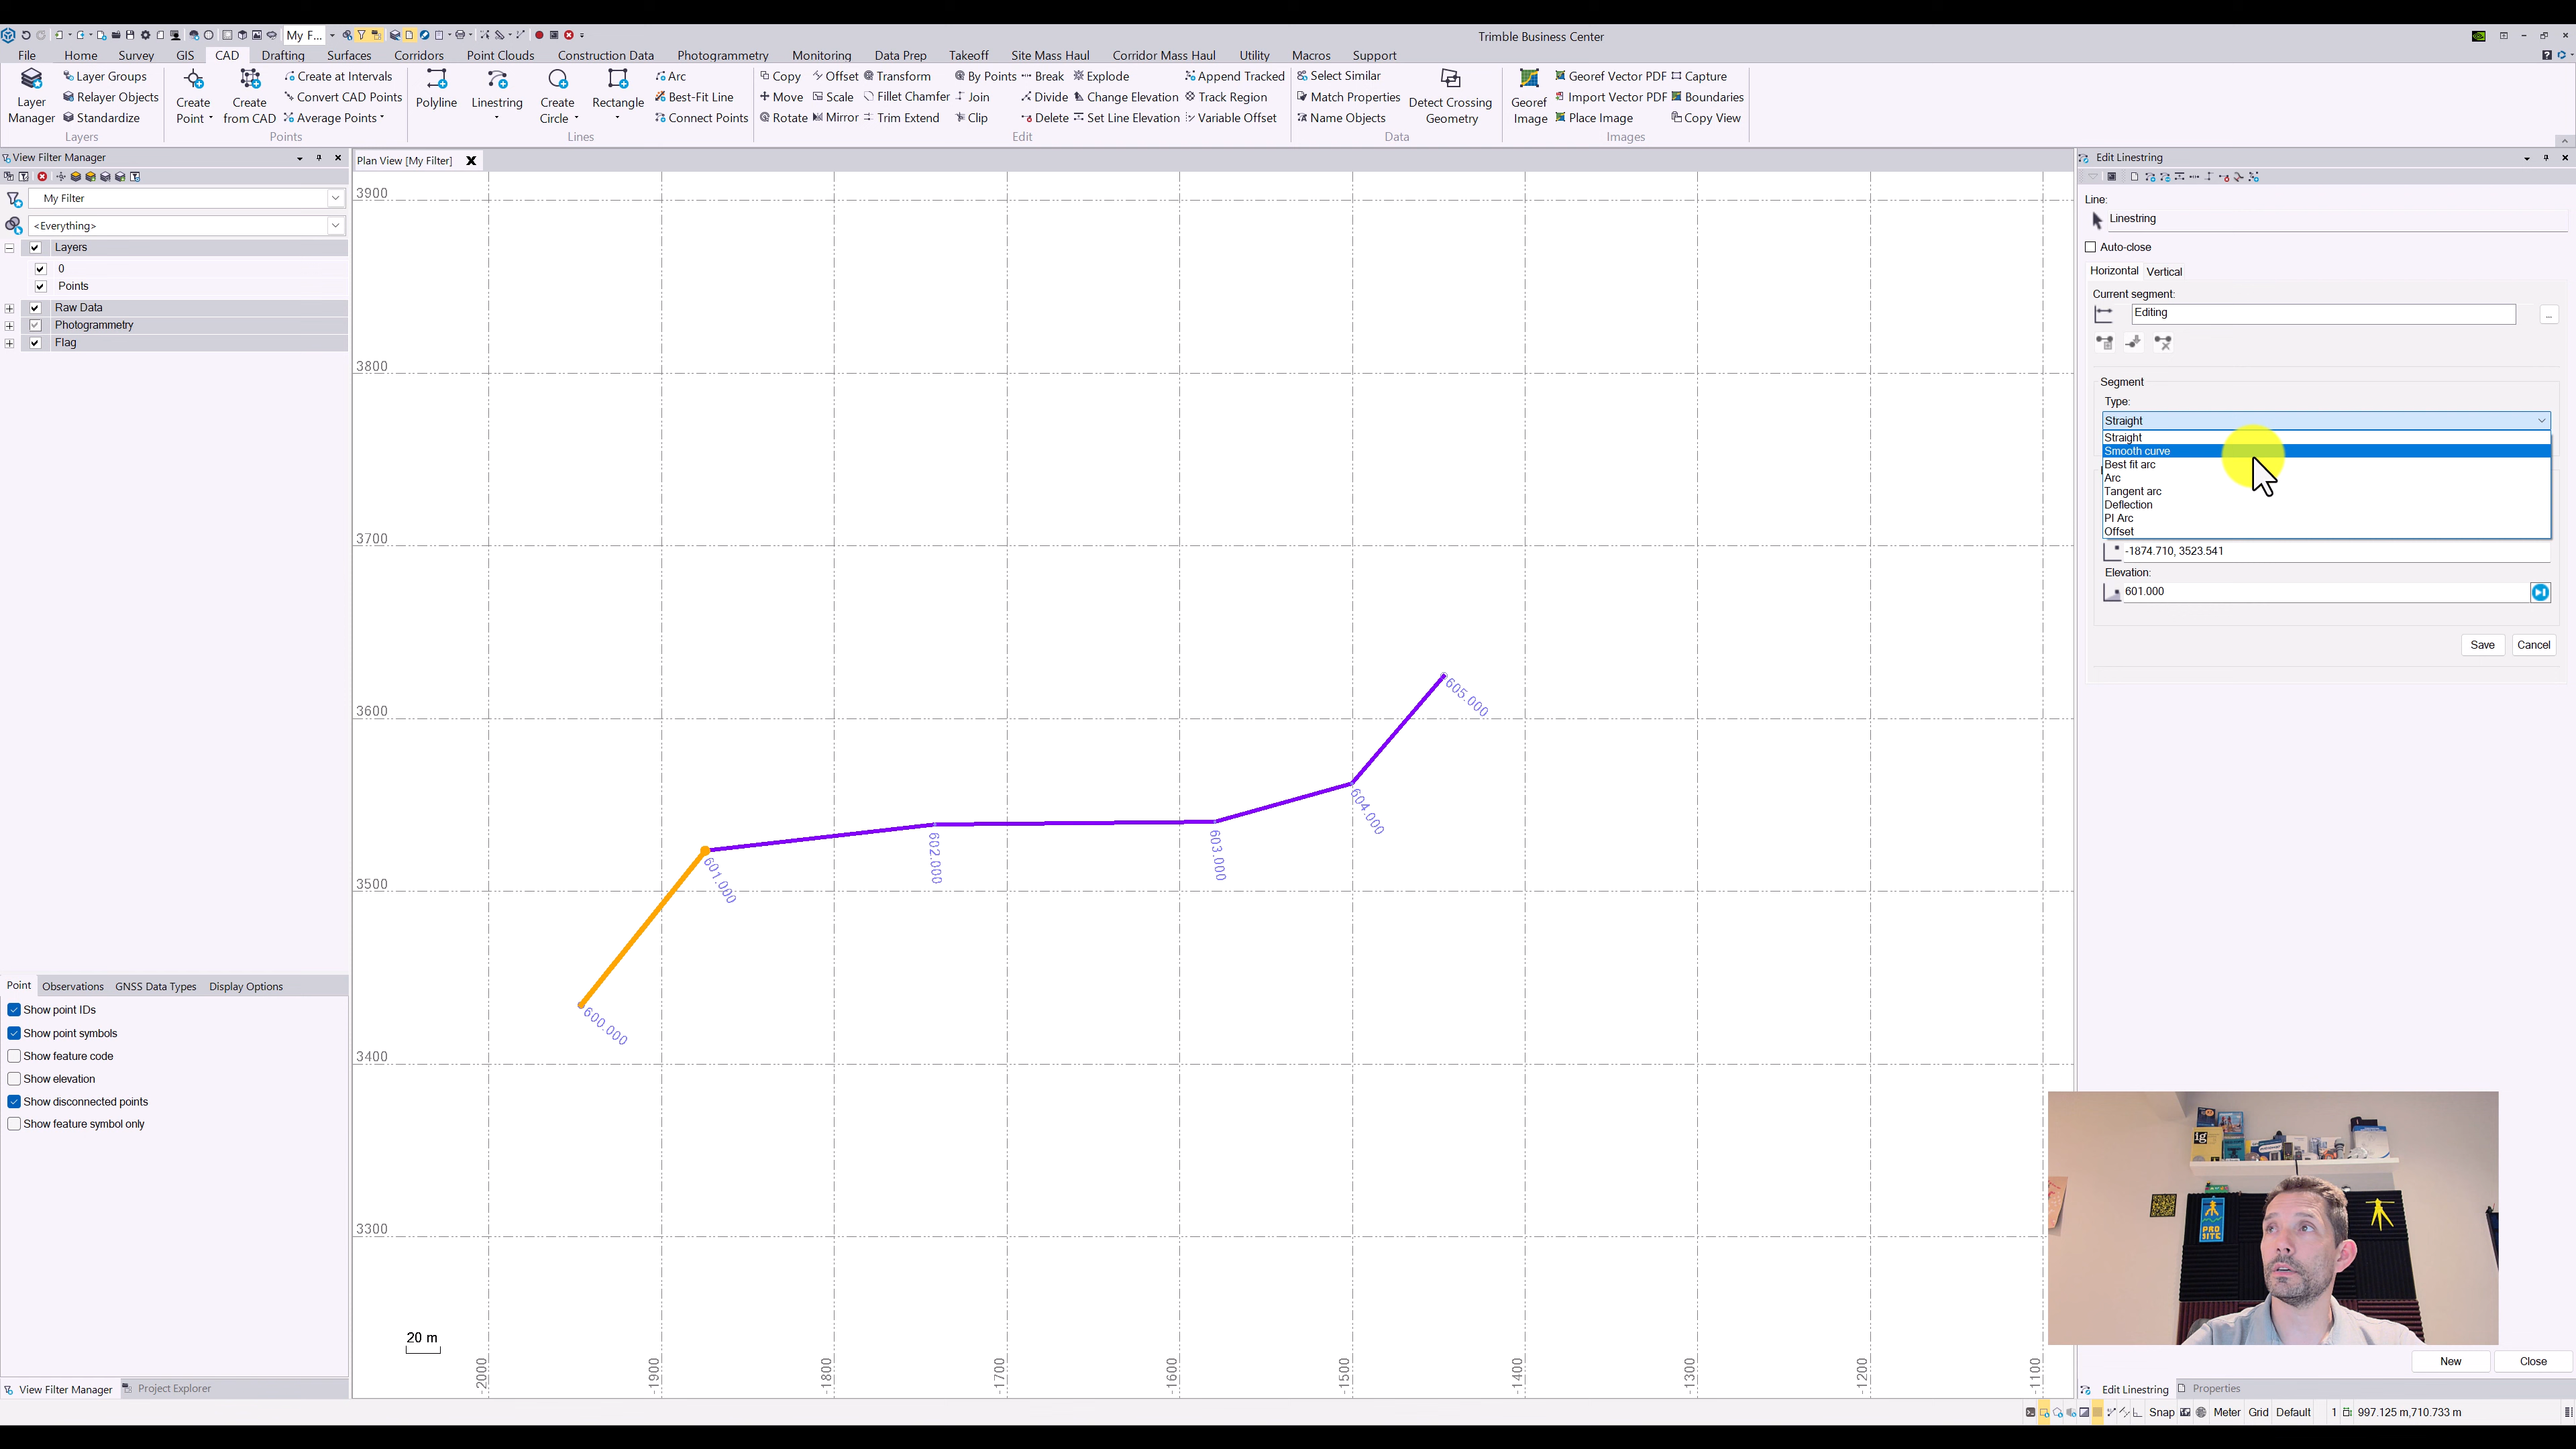 My F...
Trimble Business Center
File Home Survey GIS CAD Drafting Surfaces Corridors Point Clouds Construction Data Photogrammetry Monitoring Data Prep Takeoff Site Mass Haul Corridor Mass Haul Utility Macros Support
Layer Manager
Layer Groups
Relayer Objects
Standardize
Layers
Create Point
Create from CAD
Create at Intervals
Convert CAD Points
Average Points
Points
Polyline
Linestring
Create Circle
Rectangle
Arc
Best-Fit Line
Connect Points
Lines
Copy Offset Transform By Points Break Explode Append Tracked
Move Scale Fillet Chamfer Join Divide Change Elevation Track Region
Rotate Mirror Trim Extend Clip Delete Set Line Elevation Variable Offset
Edit
Select Similar
Match Properties
Name Objects
Detect Crossing Geometry
Data
Georef Image
Georef Vector PDF Capture
Import Vector PDF Boundaries
Place Image Copy View
Images
View Filter Manager
My Filter
<Everything>
Layers
0
Points
Raw Data
Photogrammetry
Flag
Point Observations GNSS Data Types Display Options
Show point IDs
Show point symbols
Show feature code
Show elevation
Show disconnected points
Show feature symbol only
View Filter Manager Project Explorer
Plan View [My Filter]
3900
3800
3700
3600
3500
3400
3300
600.000
601.000
602.000
603.000
604.000
605.000
20 m
-2000 -1900 -1800 -1700 -1600 -1500 -1400 -1300 -1200 -1100
Edit Linestring
Line:
Linestring
Auto-close
Horizontal Vertical
Current segment:
Editing
...
Segment
Type:
Straight
Straight
Smooth curve
Best fit arc
Arc
Tangent arc
Deflection
PI Arc
Offset
-1874.710, 3523.541
Elevation:
601.000
Save Cancel
PRO
SITE
New Close
Edit Linestring Properties
Snap Meter Grid Default 1 997.125 m,710.733 m